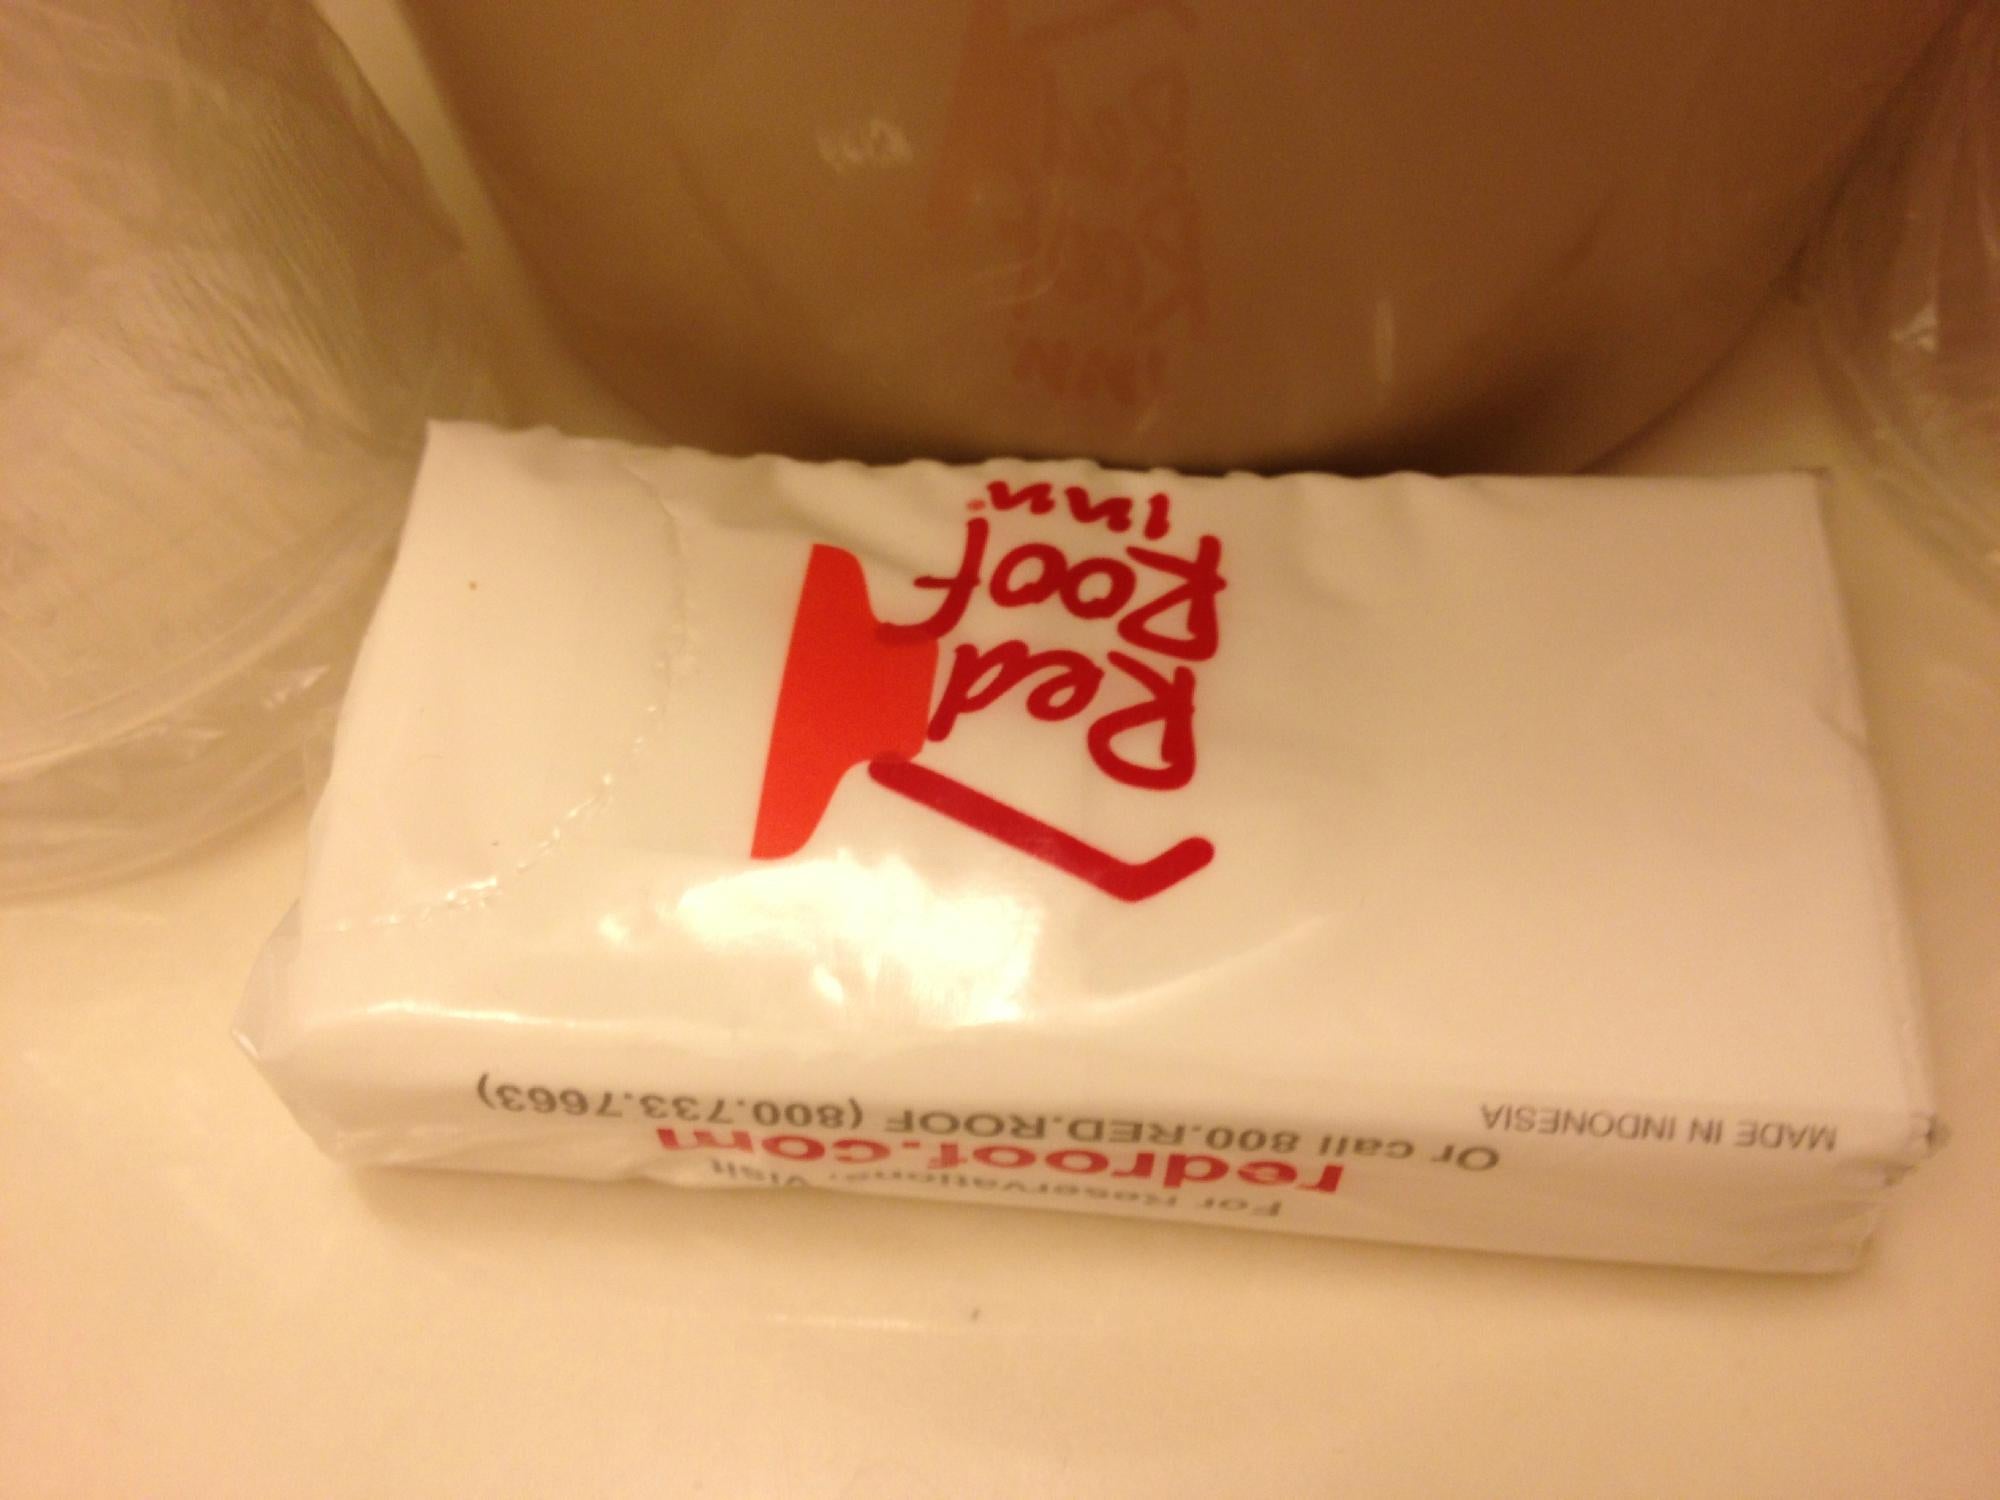 Red
Roof
inn
For Reservations, Visit
redroof.com
Or call 800.RED.ROOF (800.733.7663)
MADE IN INDONESIA